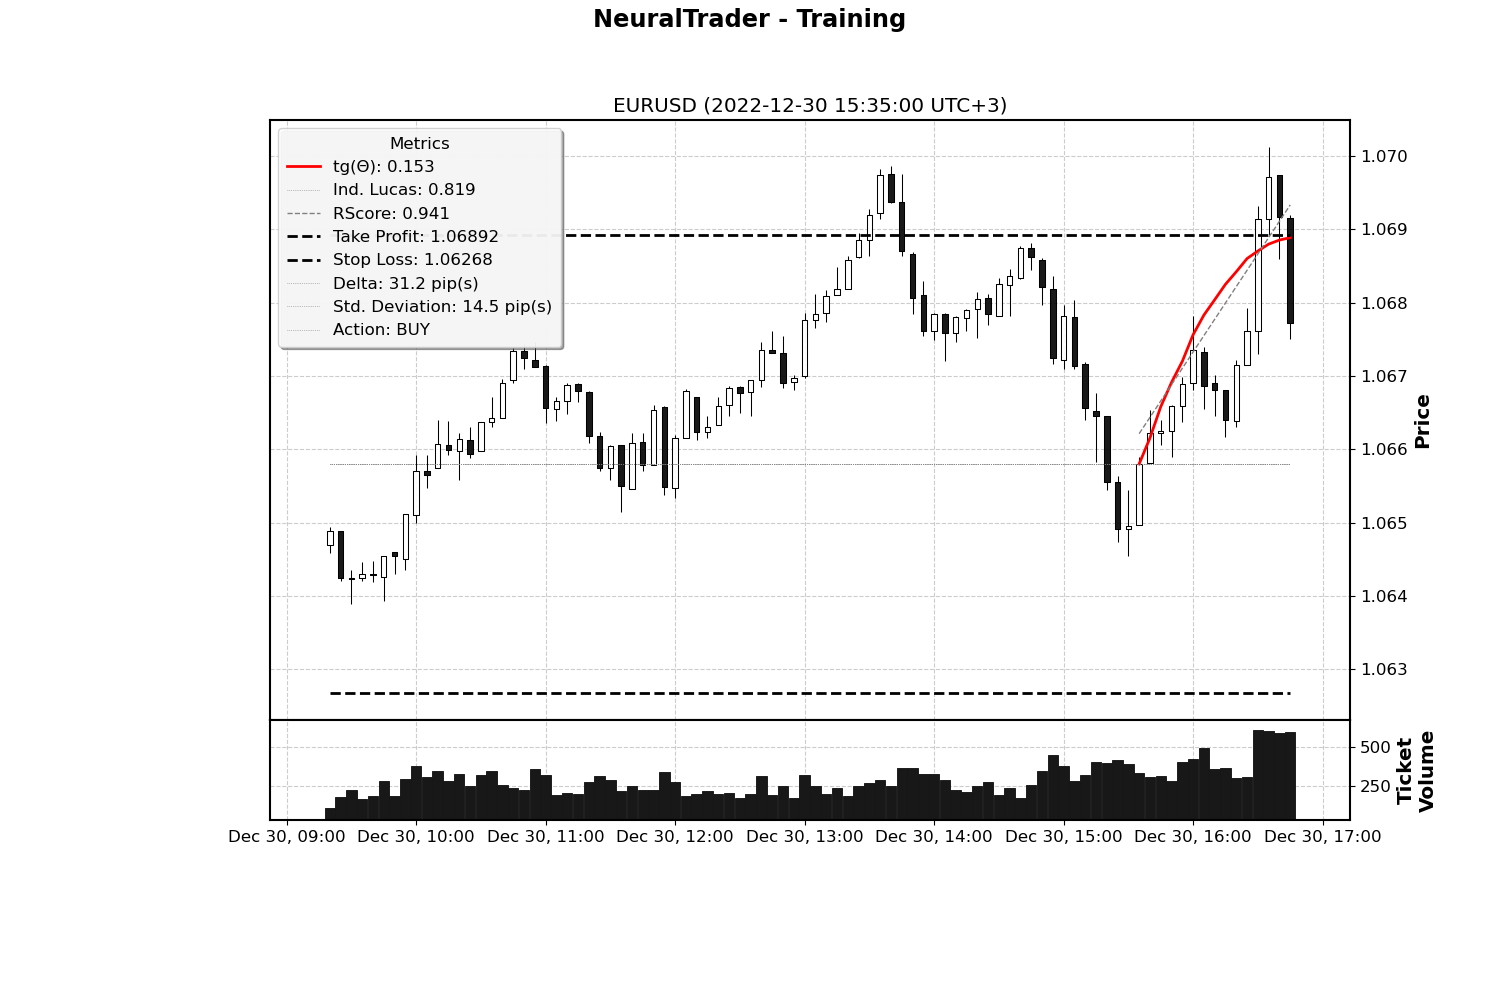 NeuralTrader - Training
EURUSD (2022-12-30 15:35:00 UTC+3)
Metrics
tg(Θ): 0.153
Ind. Lucas: 0.819
RScore: 0.941
Take Profit: 1.06892
Stop Loss: 1.06268
Delta: 31.2 pip(s)
Std. Deviation: 14.5 pip(s)
Action: BUY
1.070
1.069
1.068
1.067
1.066
1.065
1.064
1.063
Price
500
250
Ticket
Volume
Dec 30, 09:00 Dec 30, 10:00 Dec 30, 11:00 Dec 30, 12:00 Dec 30, 13:00 Dec 30, 14:00 Dec 30, 15:00 Dec 30, 16:00 Dec 30, 17:00